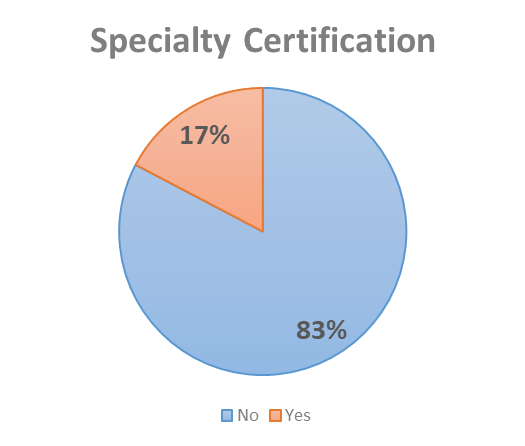 Specialty Certification
17%
83%
No Yes